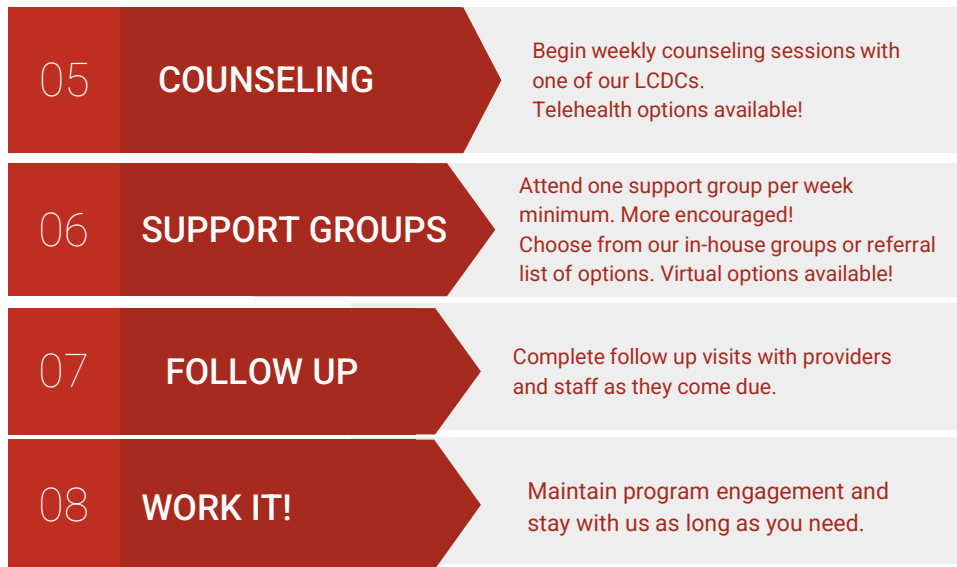 05
COUNSELING
Begin weekly counseling sessions with
one of our LCDCs.
Telehealth options available!
06
SUPPORT GROUPS
Attend one support group per week
minimum. More encouraged!
Choose from our in-house groups or referral
list of options. Virtual options available!
07
FOLLOW UP
Complete follow up visits with providers
and staff as they come due.
08
WORK IT!
Maintain program engagement and
stay with us as long as you need.